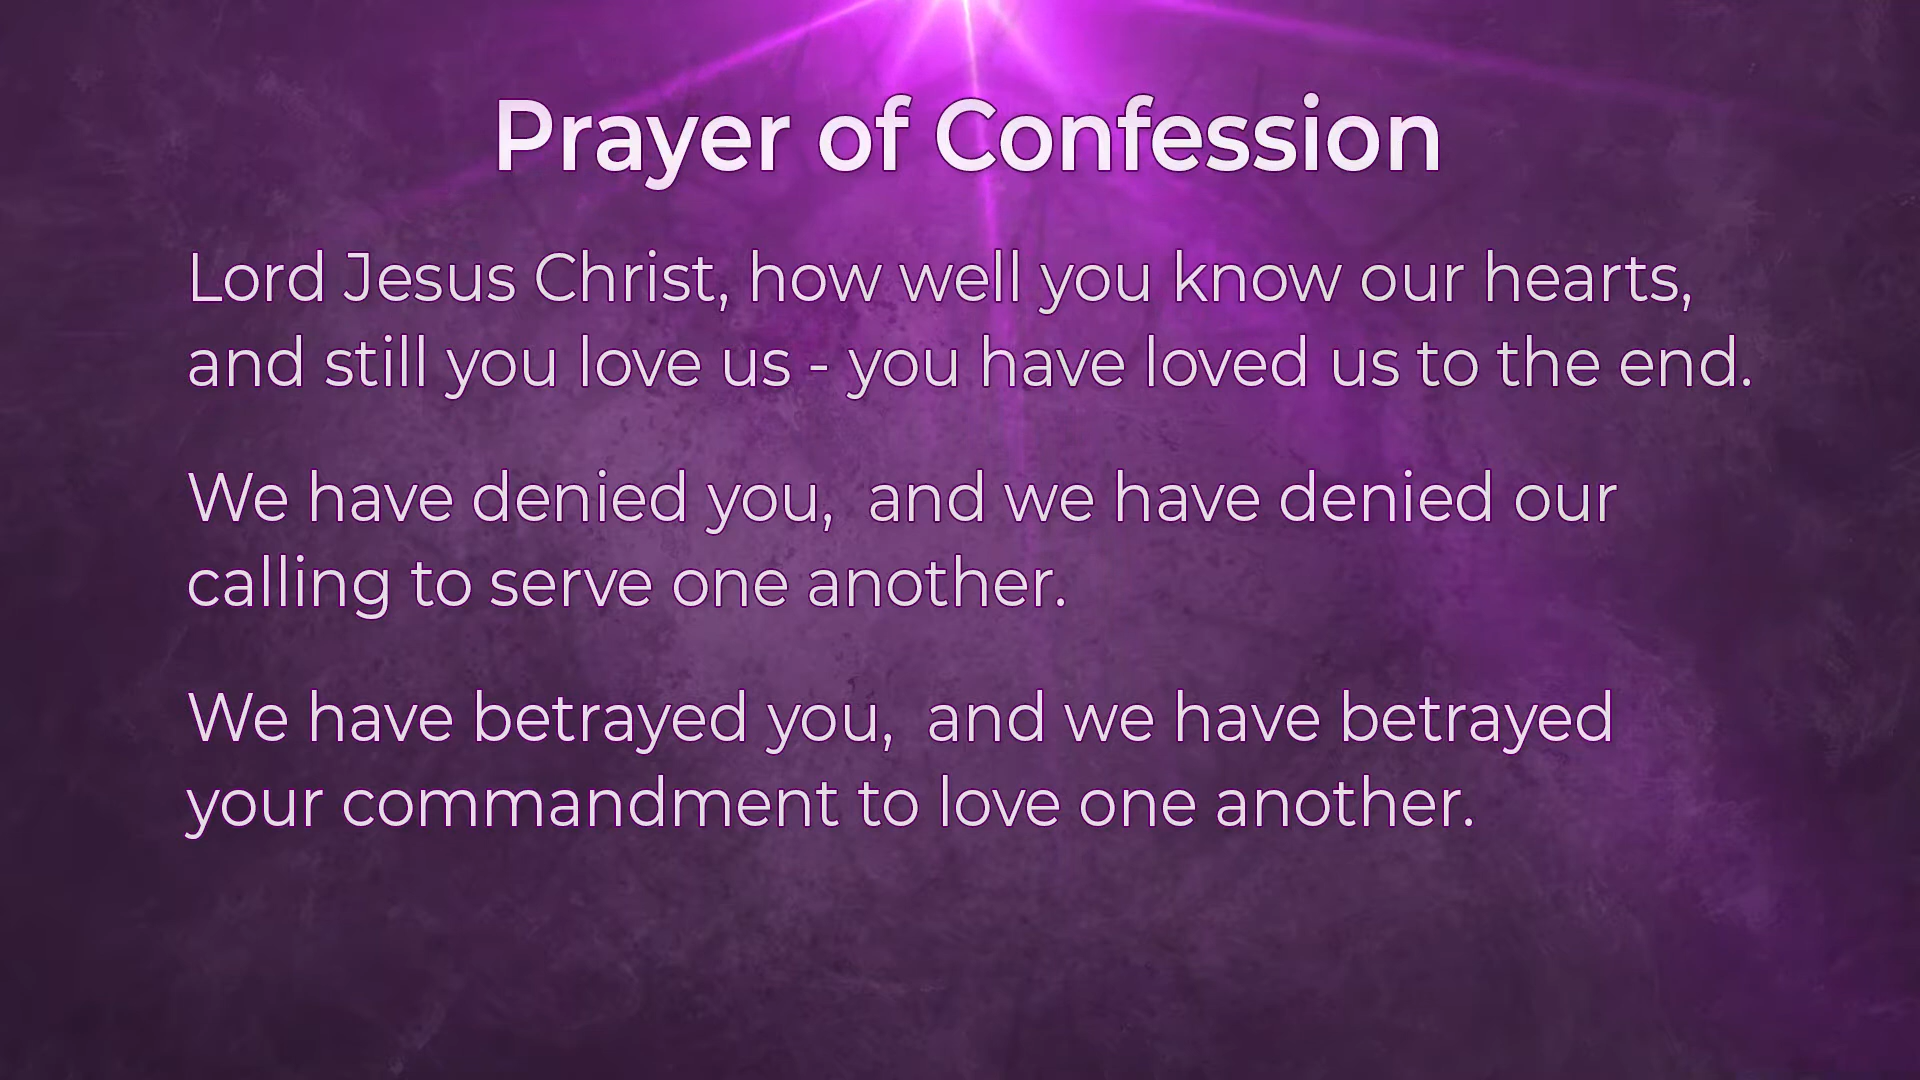 Prayer of Confession
Lord Jesus Christ, how well you know our hearts,
and still you love us - you have loved us to the end.
We have denied you,  and we have denied our
calling to serve one another.
We have betrayed you,  and we have betrayed
your commandment to love one another.